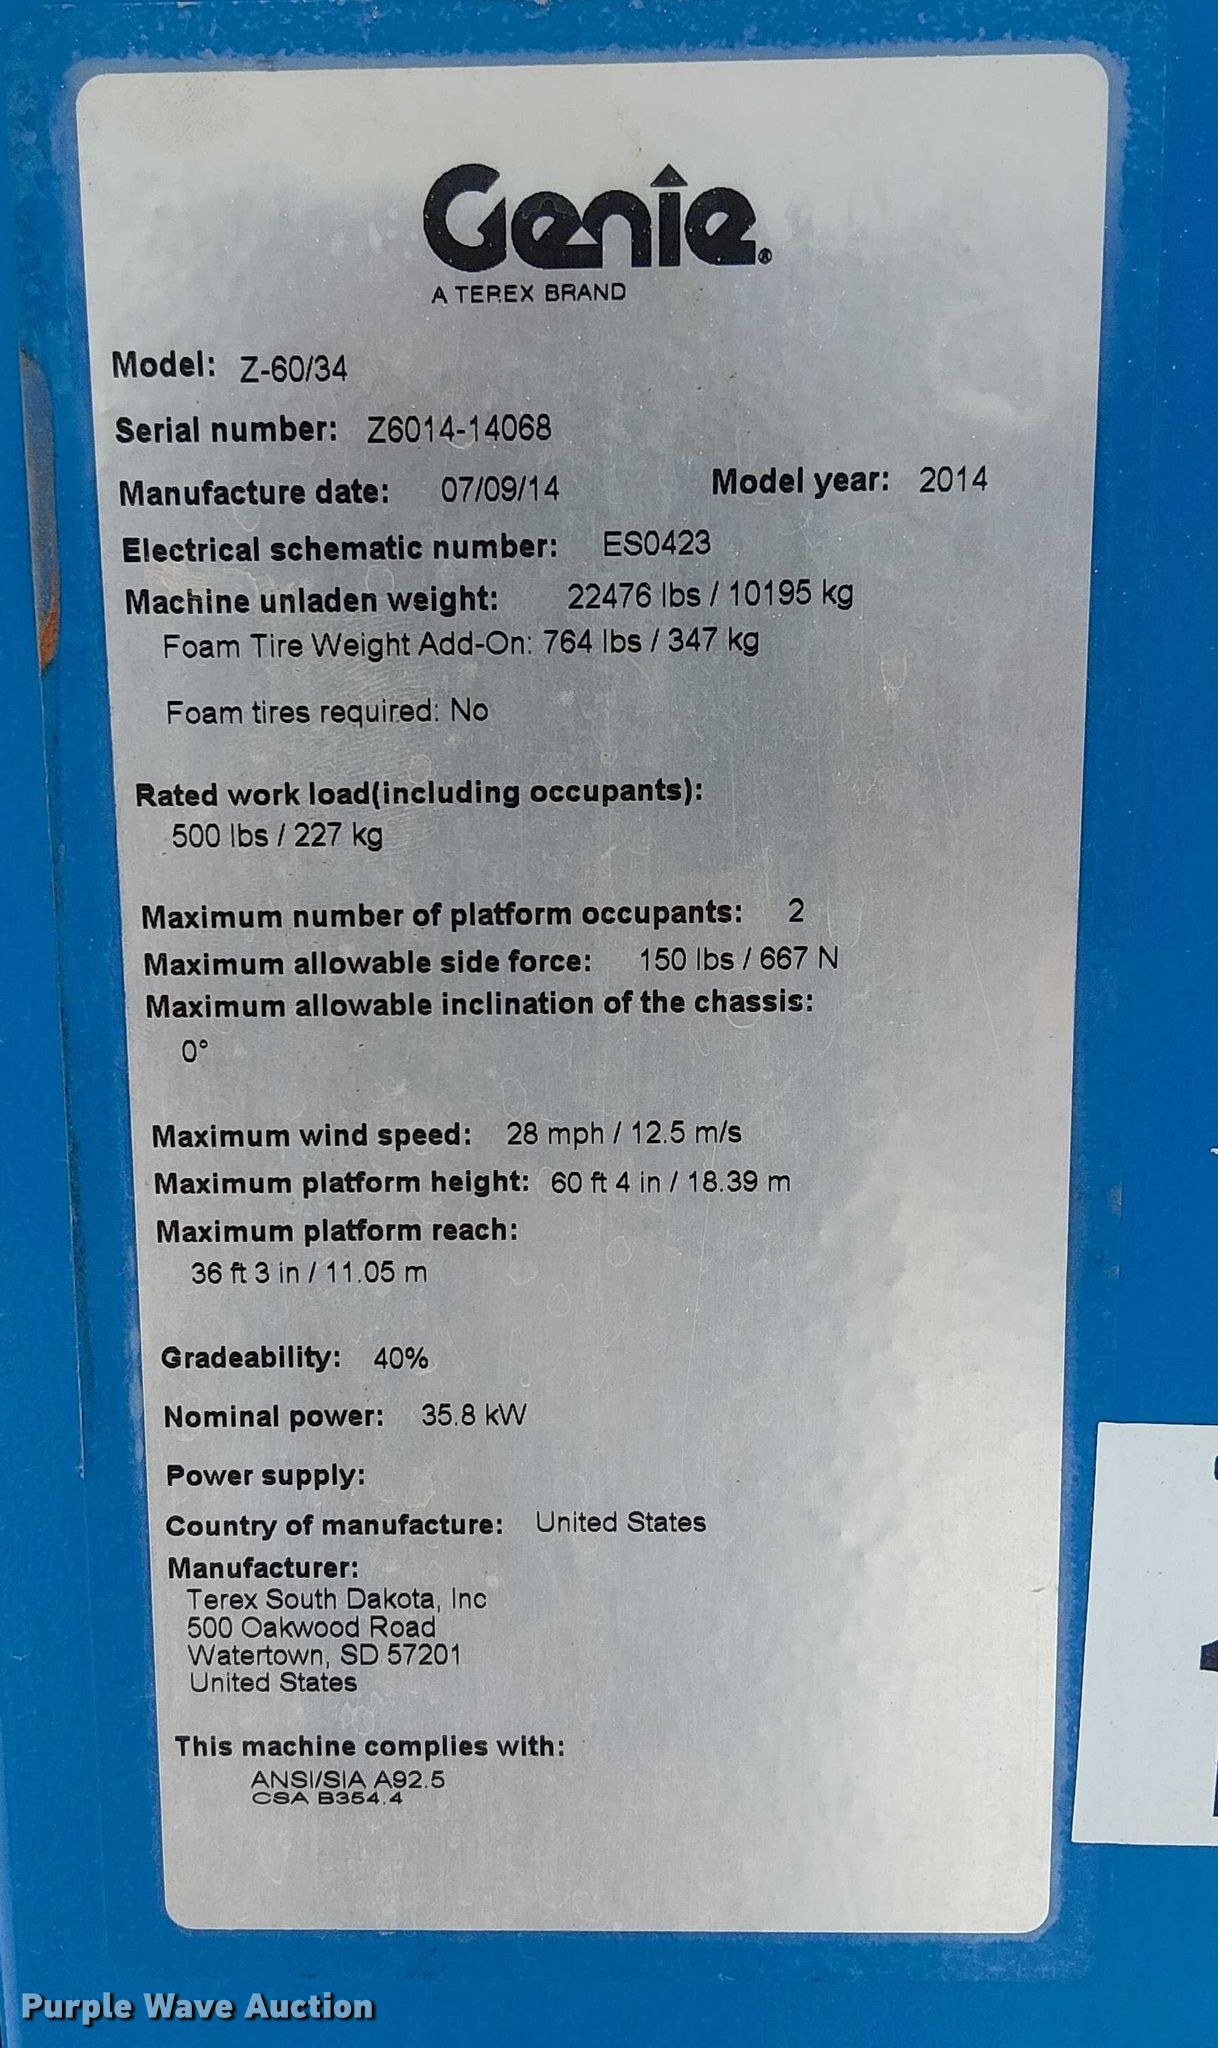 Genie®
A TEREX BRAND
Model: Z-60/34
Serial number: Z6014-14068
Manufacture date: 07/09/14 Model year: 2014
Electrical schematic number: ES0423
Machine unladen weight: 22476 lbs / 10195 kg
Foam Tire Weight Add-On: 764 lbs / 347 kg
Foam tires required: No
Rated work load(including occupants):
500 lbs / 227 kg
Maximum number of platform occupants: 2
Maximum allowable side force: 150 lbs / 667 N
Maximum allowable inclination of the chassis:
0°
Maximum wind speed: 28 mph / 12.5 m/s
Maximum platform height: 60 ft 4 in / 18.39 m
Maximum platform reach:
36 ft 3 in / 11.05 m
Gradeability: 40%
Nominal power: 35.8 kW
Power supply:
Country of manufacture: United States
Manufacturer:
Terex South Dakota, Inc
500 Oakwood Road
Watertown, SD 57201
United States
This machine complies with:
ANSI/SIA A92.5
CSA B354.4
Purple Wave Auction